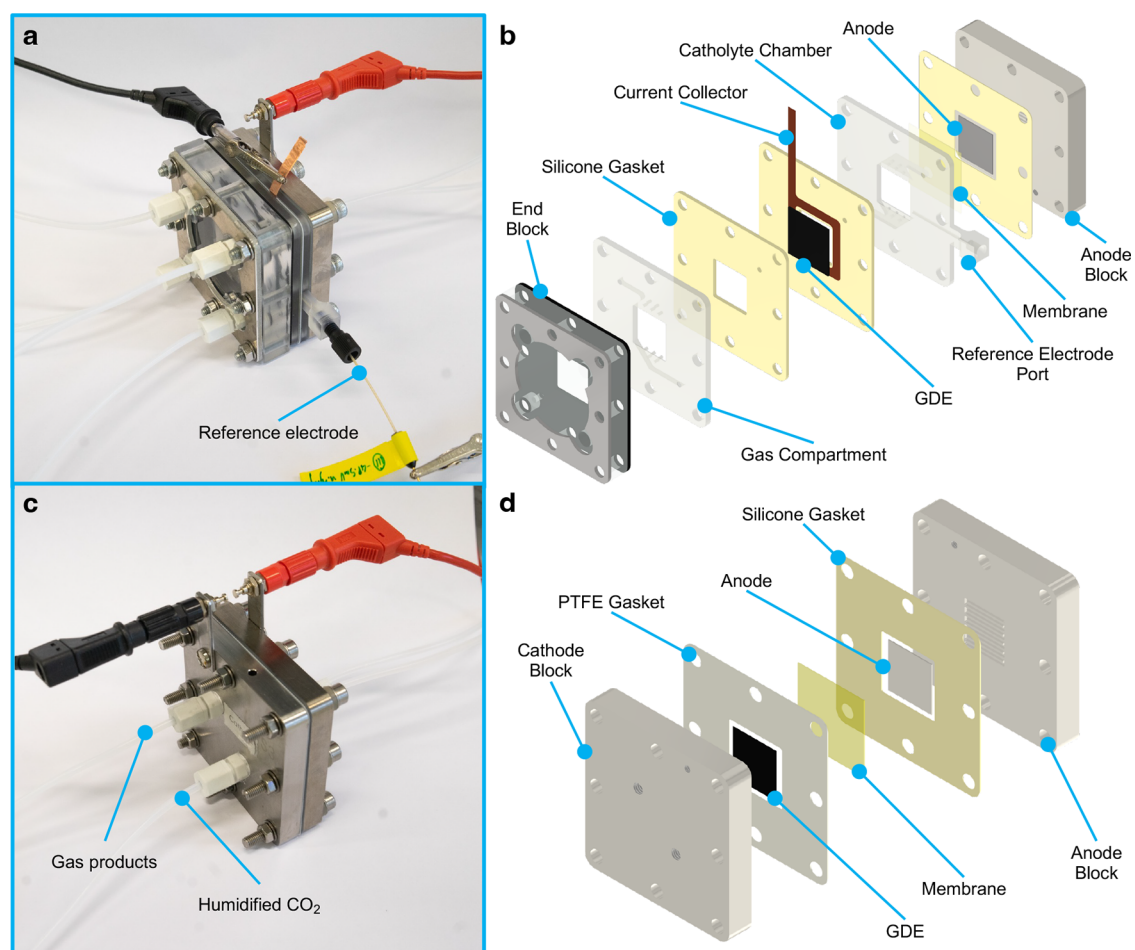 a
Reference electrode
b
Anode
Catholyte Chamber
Current Collector
Silicone Gasket
End
Block
Anode
Block
Membrane
Reference Electrode
Port
GDE
Gas Compartment
c
Gas products
Humidified CO₂
d
Silicone Gasket
Anode
PTFE Gasket
Cathode
Block
Anode
Block
Membrane
GDE